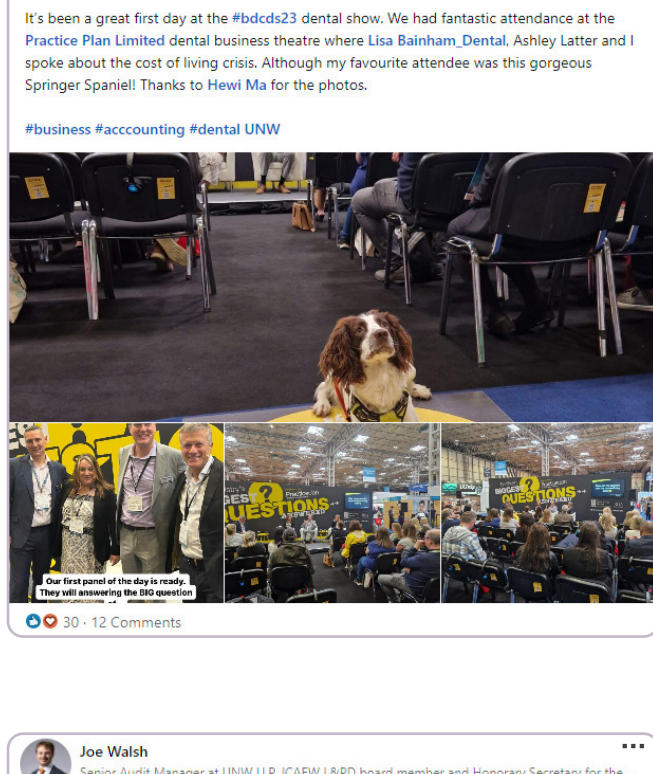 It's been a great first day at the #bdcds23 dental show. We had fantastic attendance at the
Practice Plan Limited dental business theatre where Lisa Bainham_Dental, Ashley Latter and I
spoke about the cost of living crisis. Although my favourite attendee was this gorgeous
Springer Spaniel! Thanks to Hewi Ma for the photos.
#business #acccounting #dental UNW
Our first panel of the day is ready.
They will answering the BIG question
QUESTIONS
BIGGEST ?
QUESTIONS
30 · 12 Comments
Joe Walsh
Senior Audit Manager at UNW LLP, ICAEW L&PD board member and Honorary Secretary for the